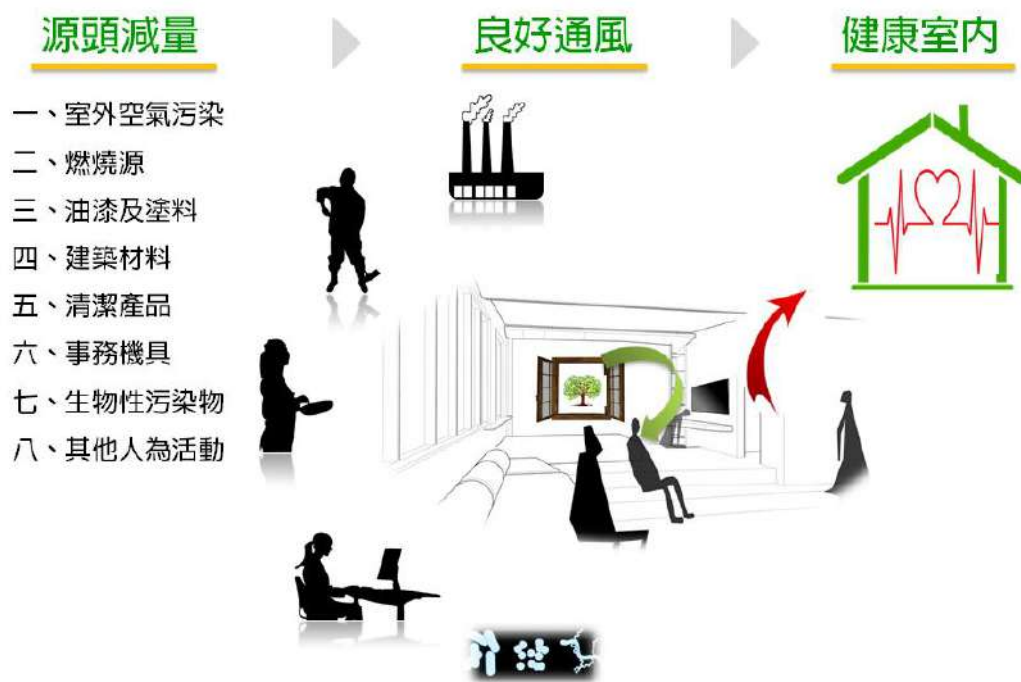 源頭減量
良好通風
健康室内
一、室外空氣污染
二、燃燒源
三、油漆及塗料
四、建築材料
五、清潔產品
六、事務機具
七、生物性污染物
八、其他人為活動